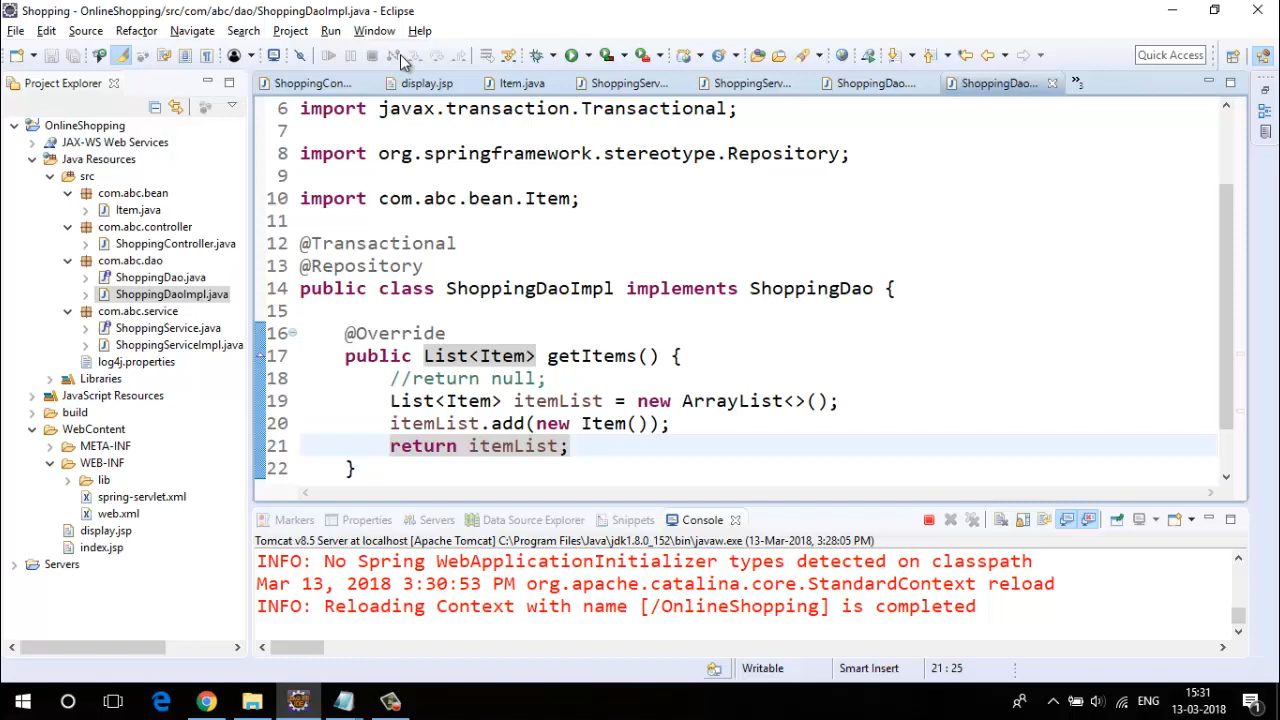 Shopping - OnlineShopping/src/com/abc/dao/ShoppingDaoImpl.java - Eclipse
File Edit Source Refactor Navigate Search Project Run Window Help
Quick Access
Project Explorer
ShoppingCon...
display.jsp
Item.java
ShoppingServ...
ShoppingServ...
ShoppingDao....
ShoppingDao...
»3
OnlineShopping
JAX-WS Web Services
Java Resources
src
com.abc.bean
Item.java
com.abc.controller
ShoppingController.java
com.abc.dao
ShoppingDao.java
ShoppingDaoImpl.java
com.abc.service
ShoppingService.java
ShoppingServiceImpl.java
log4j.properties
Libraries
JavaScript Resources
build
WebContent
META-INF
WEB-INF
lib
spring-servlet.xml
web.xml
display.jsp
index.jsp
Servers
6 import javax.transaction.Transactional;
7
8 import org.springframework.stereotype.Repository;
9
10 import com.abc.bean.Item;
11
12 @Transactional
13 @Repository
14 public class ShoppingDaoImpl implements ShoppingDao {
15
16 @Override
17 public List<Item> getItems() {
18 //return null;
19 List<Item> itemList = new ArrayList<>();
20 itemList.add(new Item());
21 return itemList;
22 }
Markers Properties Servers Data Source Explorer Snippets Console
Tomcat v8.5 Server at localhost [Apache Tomcat] C:\Program Files\Java\jdk1.8.0_152\bin\javaw.exe (13-Mar-2018, 3:28:05 PM)
INFO: No Spring WebApplicationInitializer types detected on classpath
Mar 13, 2018 3:30:53 PM org.apache.catalina.core.StandardContext reload
INFO: Reloading Context with name [/OnlineShopping] is completed
Writable Smart Insert 21 : 25
ENG
15:31
13-03-2018
1